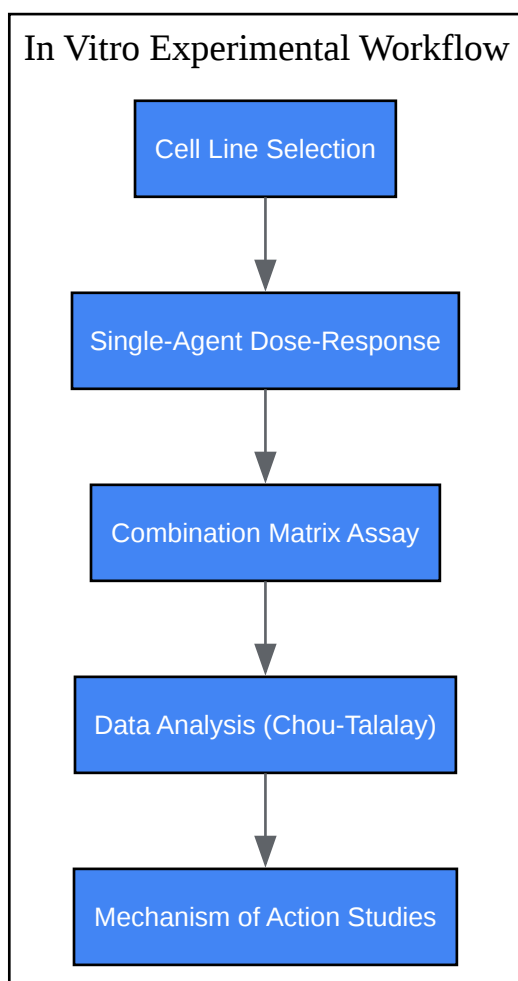 In Vitro Experimental Workflow
Cell Line Selection
Single-Agent Dose-Response
Combination Matrix Assay
Data Analysis (Chou-Talalay)
Mechanism of Action Studies